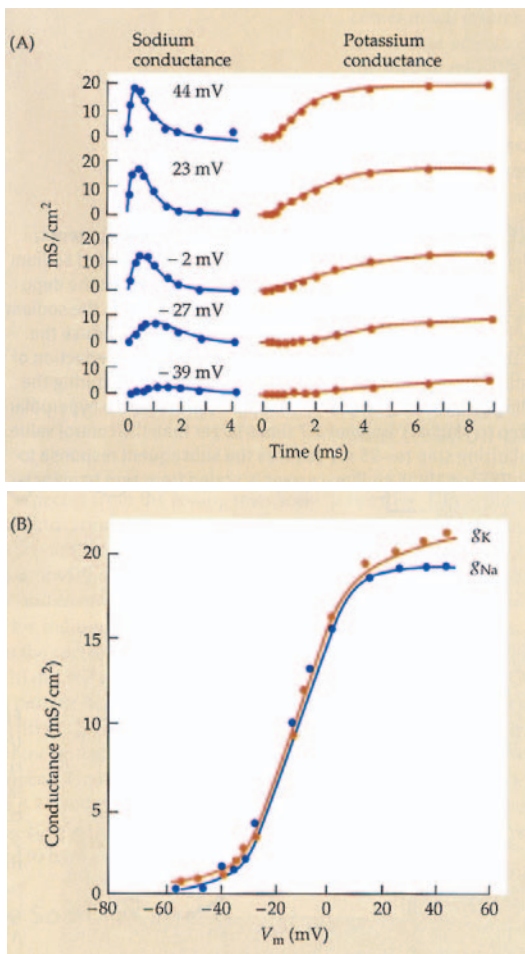 (A)
Sodium conductance
Potassium conductance
44 mV
20
10
0
23 mV
20
10
0
mS/cm²
− 2 mV
20
10
0
− 27 mV
20
10
0
− 39 mV
10
0
0 1 2 3 4
0 2 4 6 8
Time (ms)
(B)
gK
gNa
Conductance (mS/cm²)
20
15
10
5
0
−80 −60 −40 −20 0 20 40 60
Vm (mV)